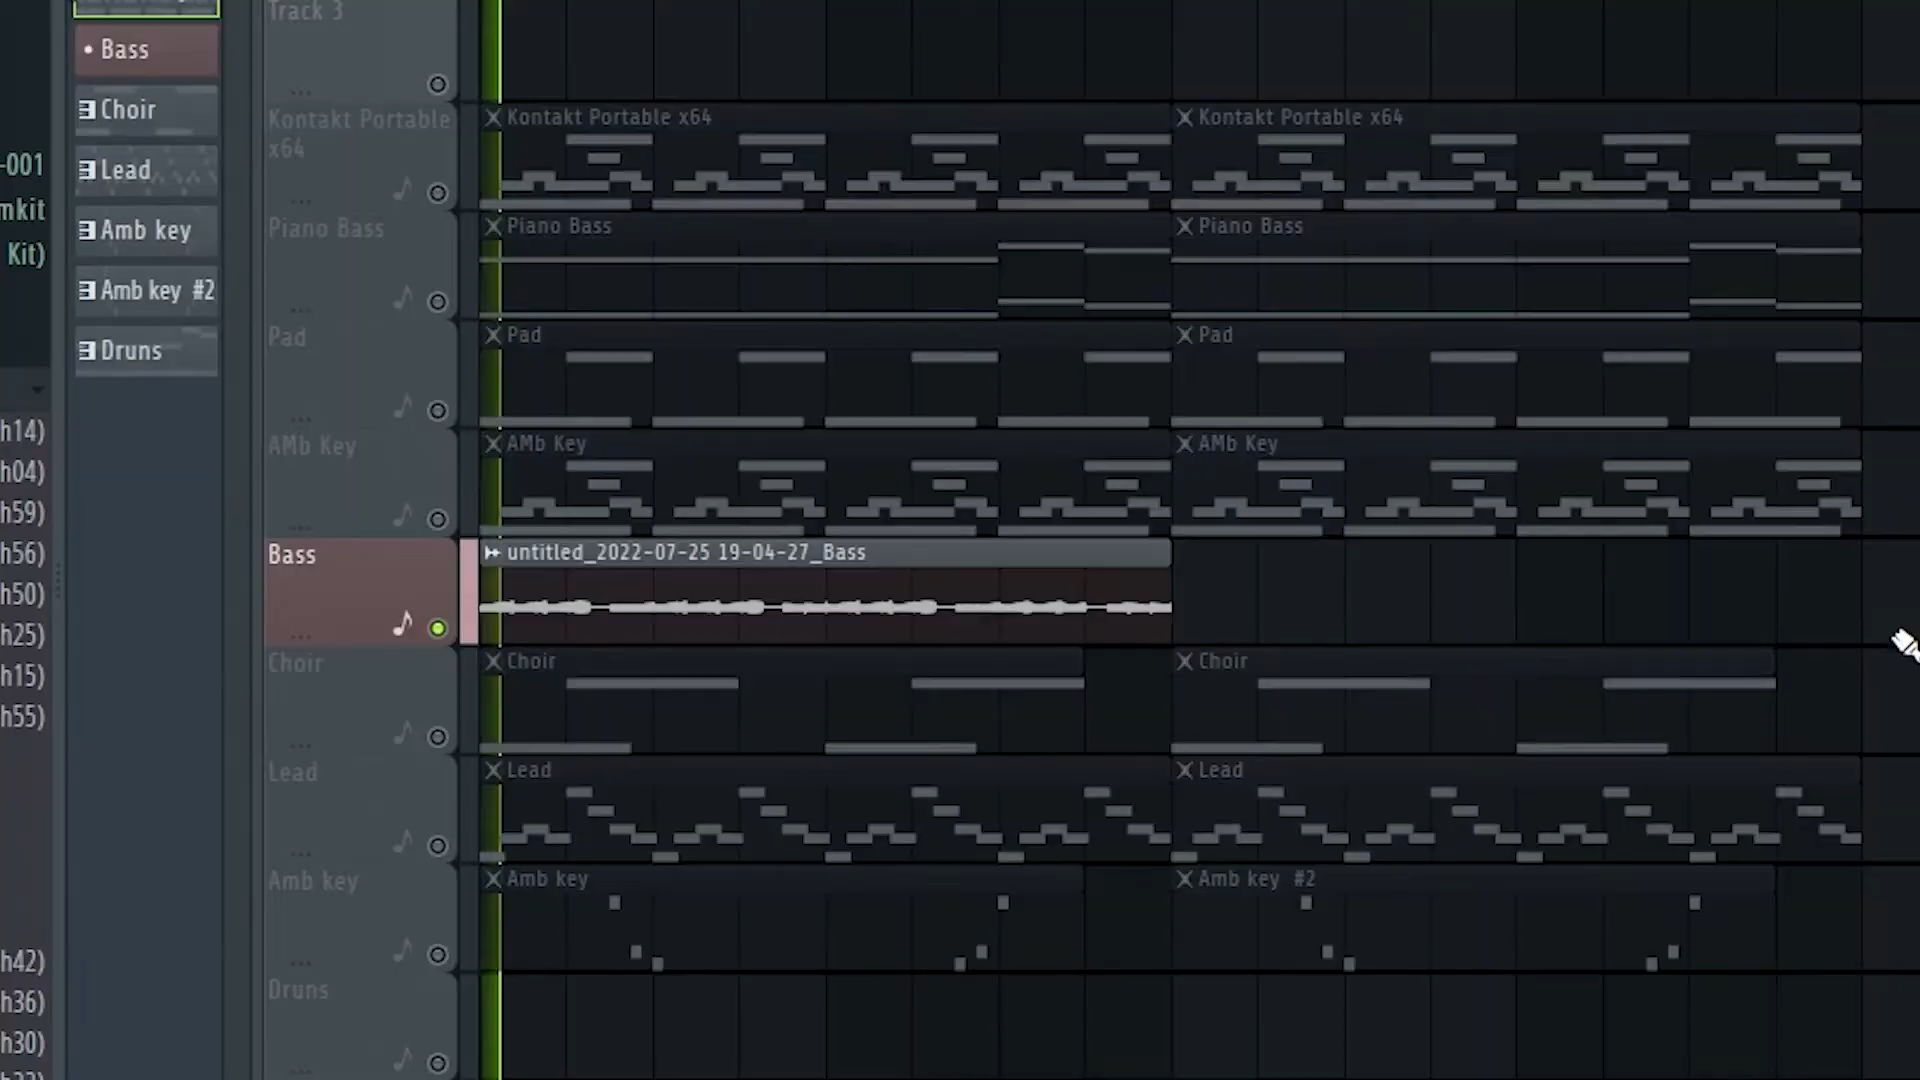 Track 3
• Bass
Choir
Lead
Amb key
Amb key #2
Druns
-001
mkit
Kit)
h14)
h04)
h59)
h56)
h50)
h25)
h15)
h55)
h42)
h36)
h30)
Kontakt Portable
x64
Kontakt Portable x64
Kontakt Portable x64
Piano Bass
Piano Bass
Piano Bass
Pad
Pad
Pad
AMb Key
AMb Key
AMb Key
Bass
untitled_2022-07-25 19-04-27_Bass
Choir
Choir
Choir
Lead
Lead
Lead
Amb key
Amb key
Amb key #2
Druns